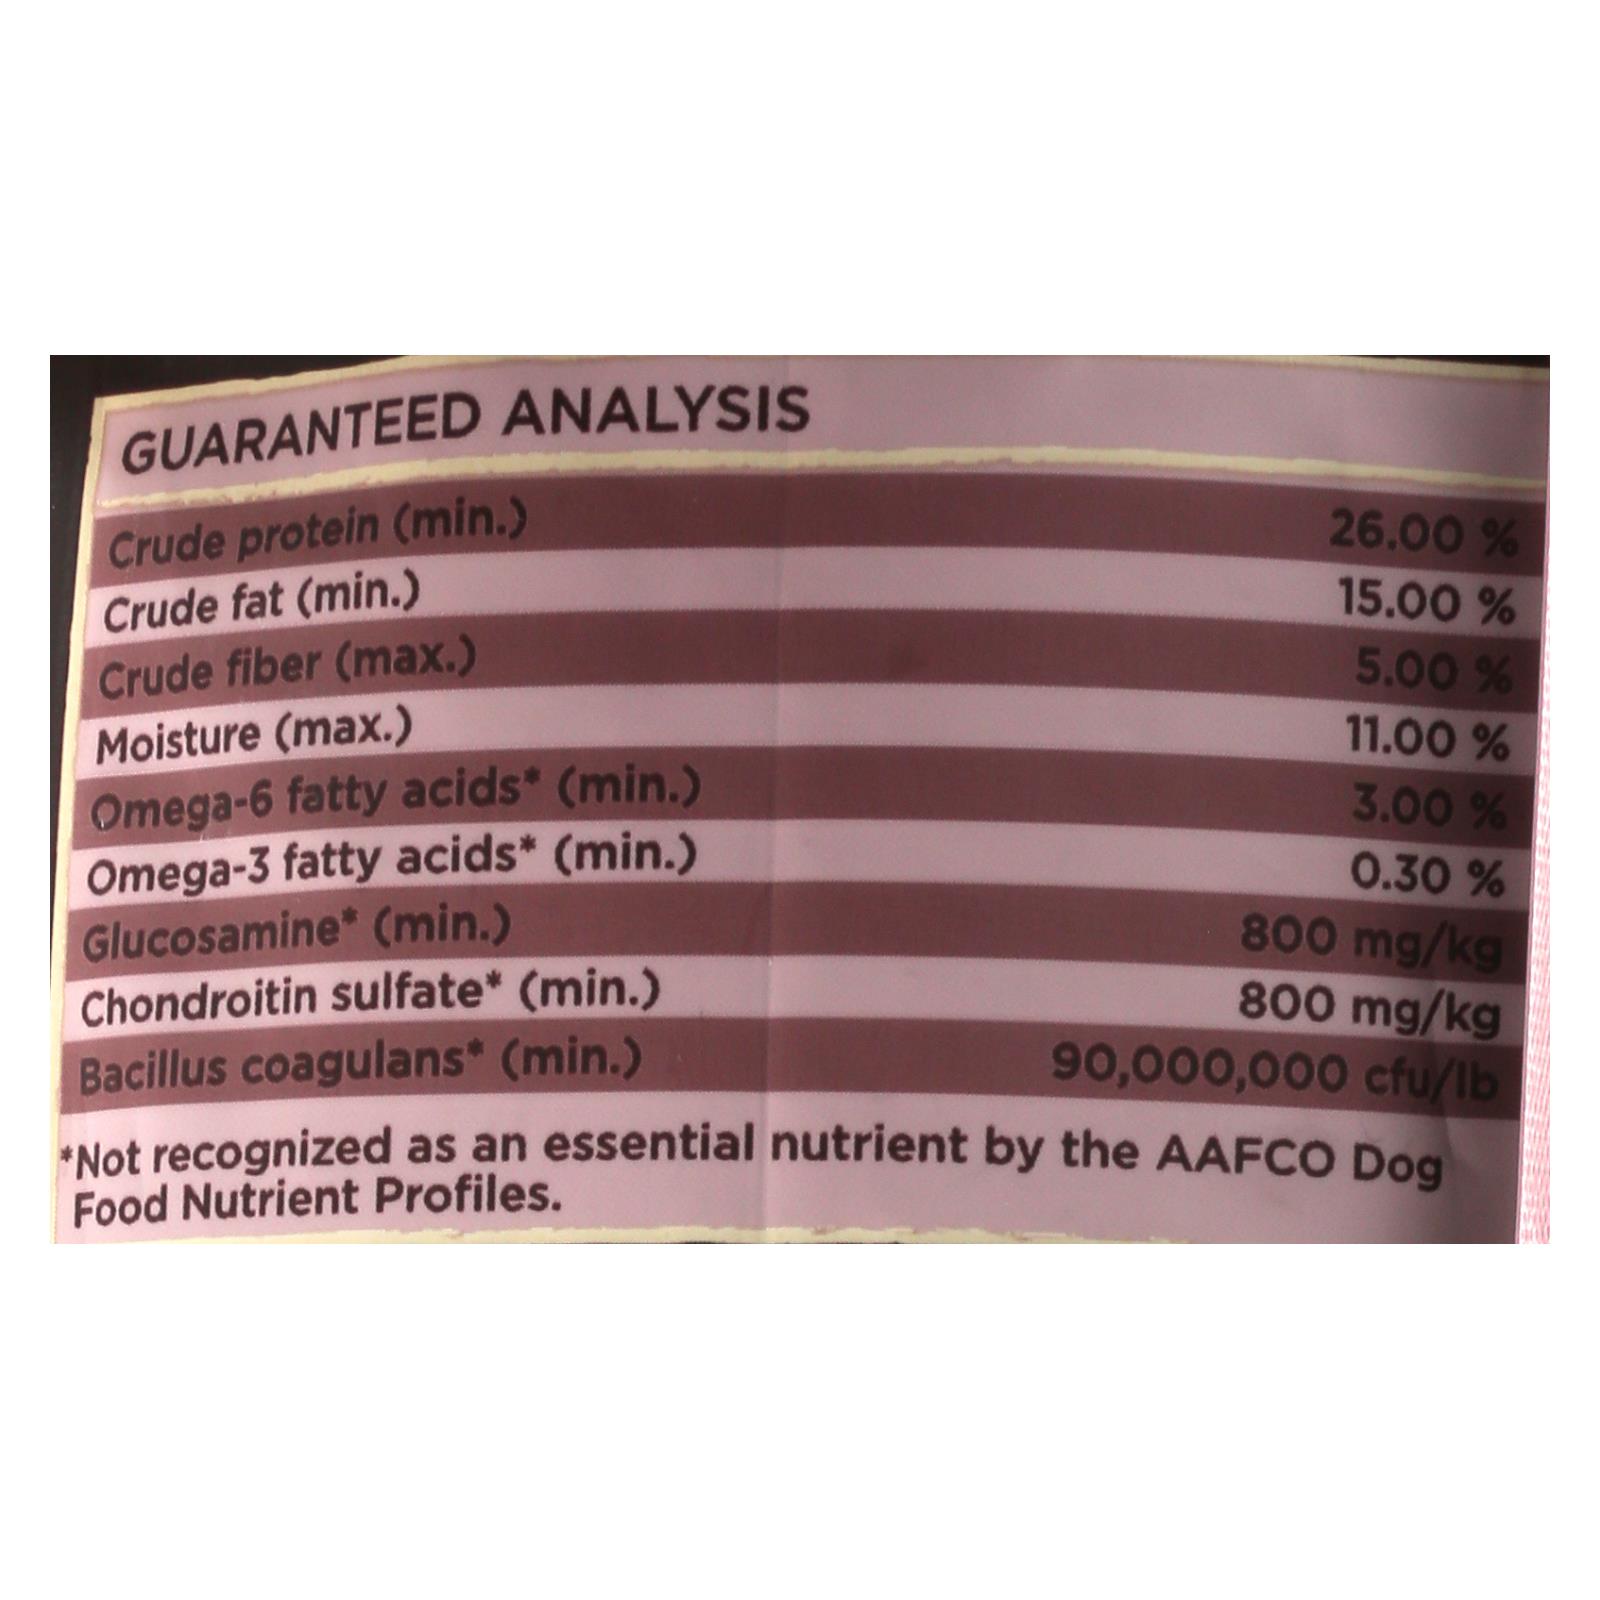 GUARANTEED ANALYSIS
Crude protein (min.) 26.00 %
Crude fat (min.) 15.00 %
Crude fiber (max.) 5.00 %
Moisture (max.) 11.00 %
Omega-6 fatty acids* (min.) 3.00 %
Omega-3 fatty acids* (min.) 0.30 %
Glucosamine* (min.) 800 mg/kg
Chondroitin sulfate* (min.) 800 mg/kg
Bacillus coagulans* (min.) 90,000,000 cfu/lb
*Not recognized as an essential nutrient by the AAFCO Dog
Food Nutrient Profiles.